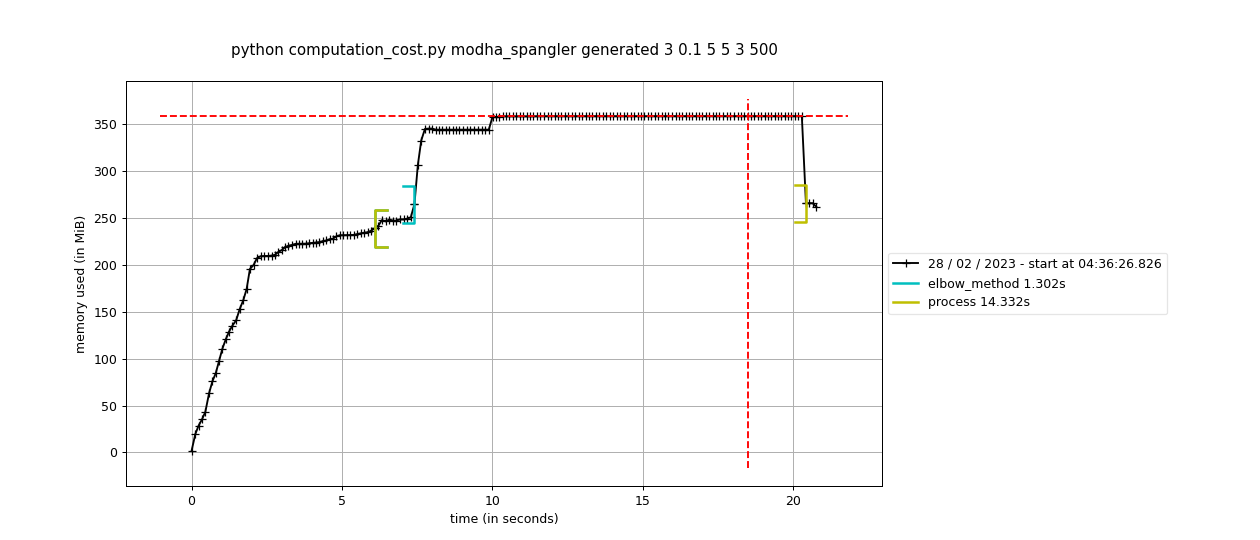 python computation_cost.py modha_spangler generated 3 0.1 5 5 3 500
memory used (in MiB)
350
300
250
200
150
100
50
0
0 5 10 15 20
time (in seconds)
28 / 02 / 2023 - start at 04:36:26.826
elbow_method 1.302s
process 14.332s